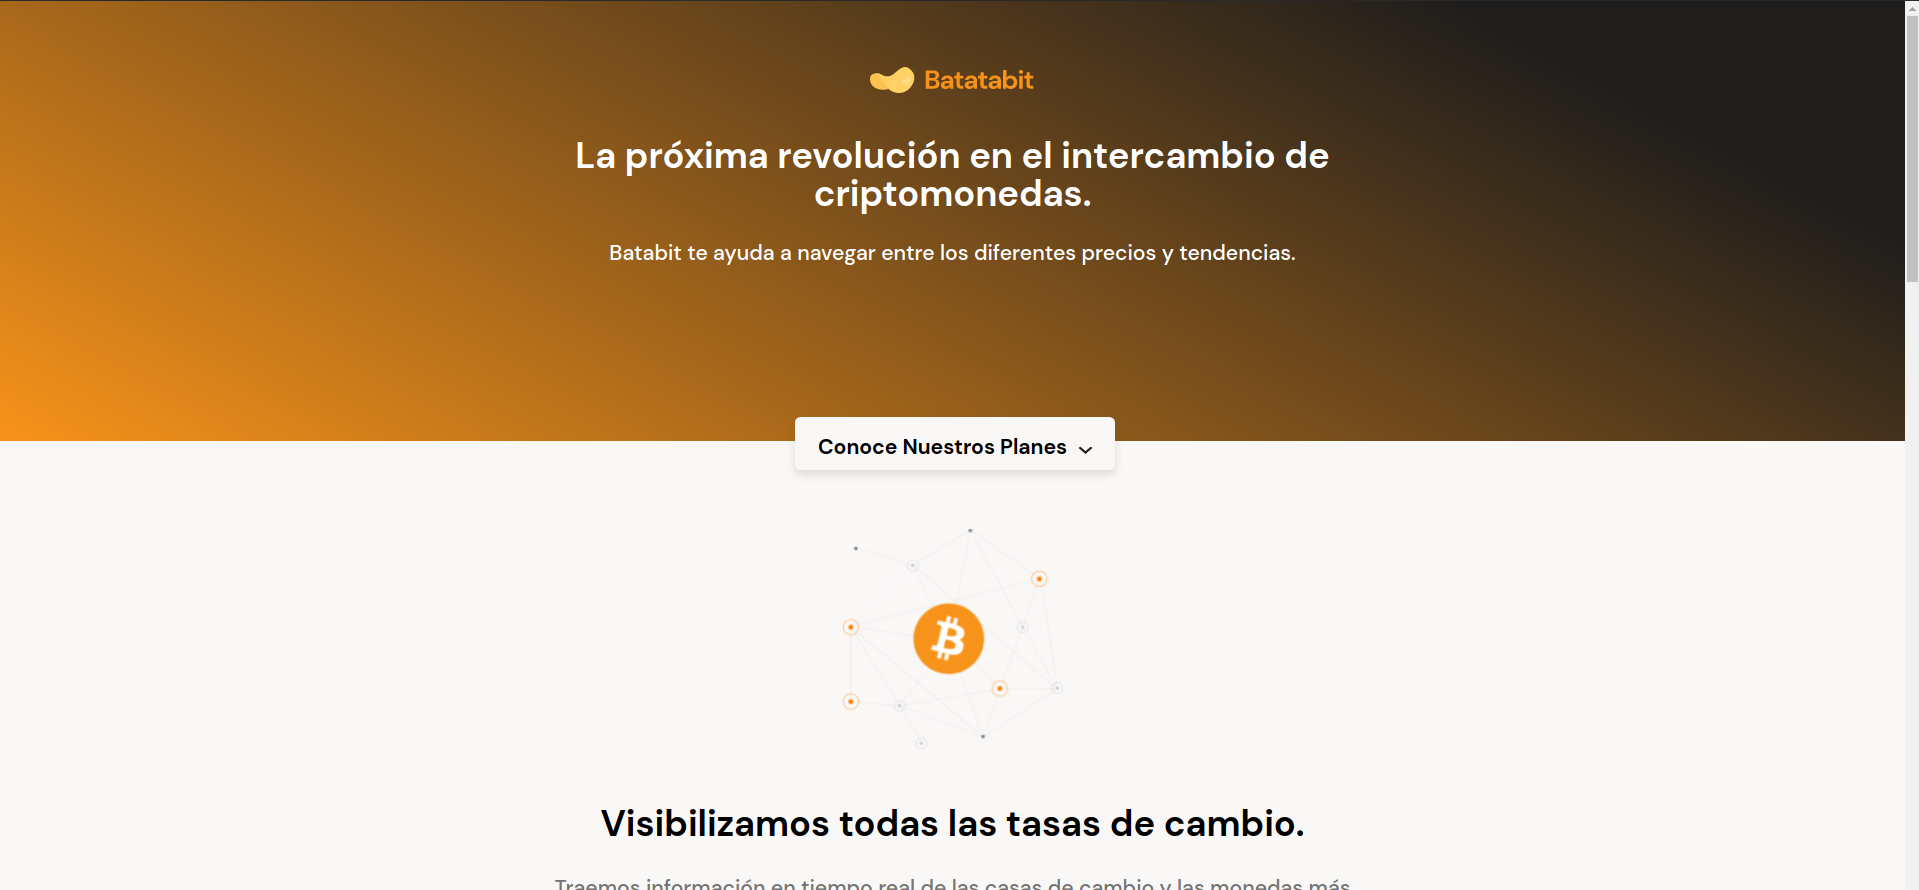 Batatabit
La próxima revolución en el intercambio de
criptomonedas.
Batabit te ayuda a navegar entre los diferentes precios y tendencias.
Conoce Nuestros Planes
Visibilizamos todas las tasas de cambio.
Traemos información en tiempo real de las casas de cambio y las monedas más